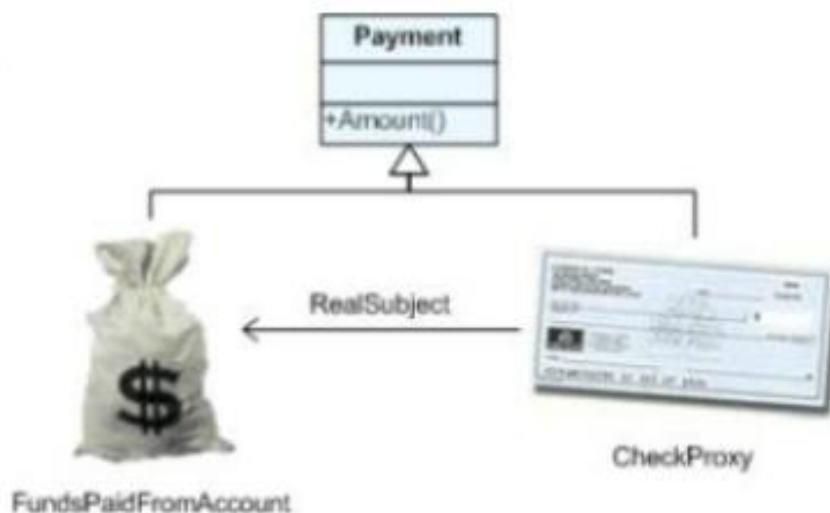 Payment
+Amount()
RealSubject
CheckProxy
FundsPaidFromAccount